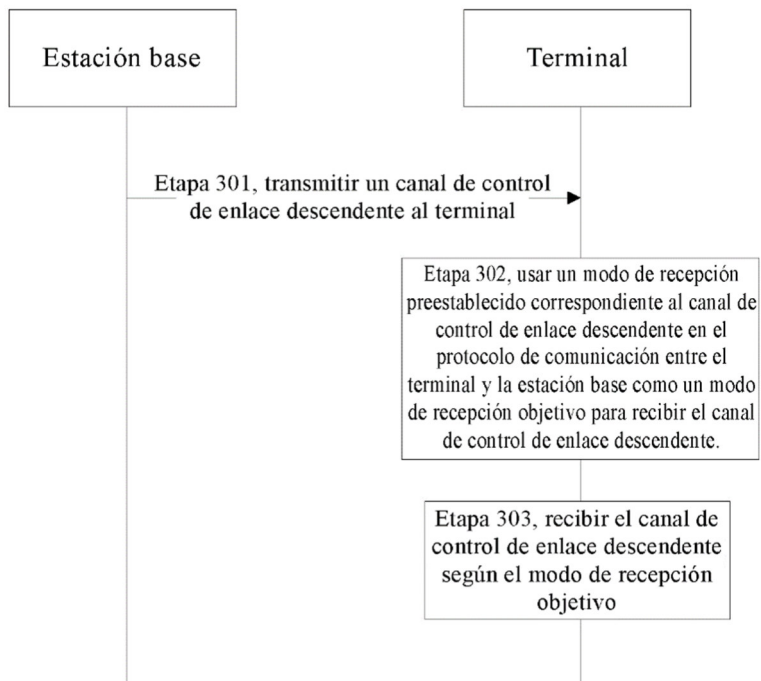 Estación base
Terminal
Etapa 301, transmitir un canal de control
de enlace descendente al terminal
Etapa 302, usar un modo de recepción
preestablecido correspondiente al canal de
control de enlace descendente en el
protocolo de comunicación entre el
terminal y la estación base como un modo
de recepción objetivo para recibir el canal
de control de enlace descendente.
Etapa 303, recibir el canal de
control de enlace descendente
según el modo de recepción
objetivo